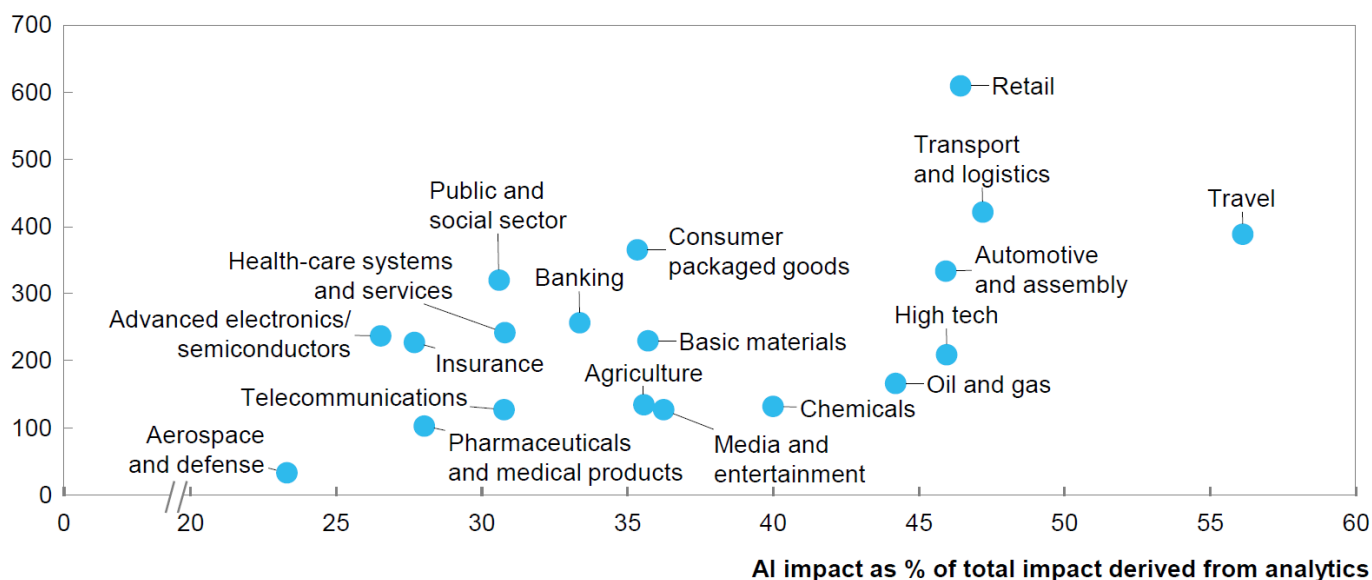 700
600
500
400
300
200
100
0
Retail
Transport
and logistics
Travel
Public and
social sector
Consumer
packaged goods
Automotive
and assembly
Health-care systems
and services
Banking
High tech
Advanced electronics/
semiconductors
Insurance
Basic materials
Agriculture
Oil and gas
Telecommunications
Chemicals
Aerospace
and defense
Pharmaceuticals
and medical products
Media and
entertainment
0 20 25 30 35 40 45 50 55 60
AI impact as % of total impact derived from analytics